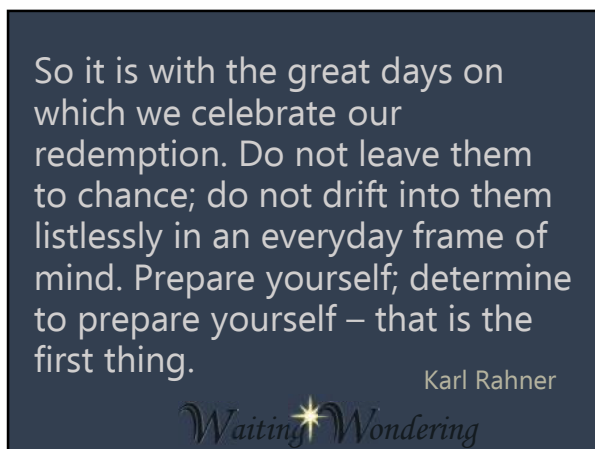 So it is with the great days on
which we celebrate our
redemption. Do not leave them
to chance; do not drift into them
listlessly in an everyday frame of
mind. Prepare yourself; determine
to prepare yourself – that is the
first thing.
Karl Rahner
Waiting Wondering